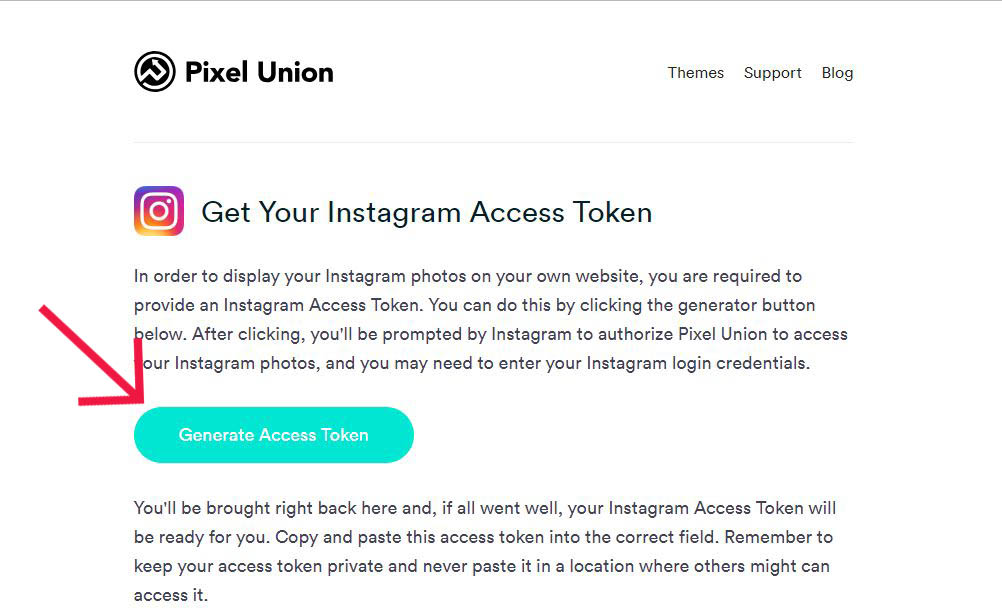 Pixel Union
Themes Support Blog
Get Your Instagram Access Token
In order to display your Instagram photos on your own website, you are required to
provide an Instagram Access Token. You can do this by clicking the generator button
below. After clicking, you'll be prompted by Instagram to authorize Pixel Union to access
your Instagram photos, and you may need to enter your Instagram login credentials.
Generate Access Token
You'll be brought right back here and, if all went well, your Instagram Access Token will
be ready for you. Copy and paste this access token into the correct field. Remember to
keep your access token private and never paste it in a location where others might can
access it.